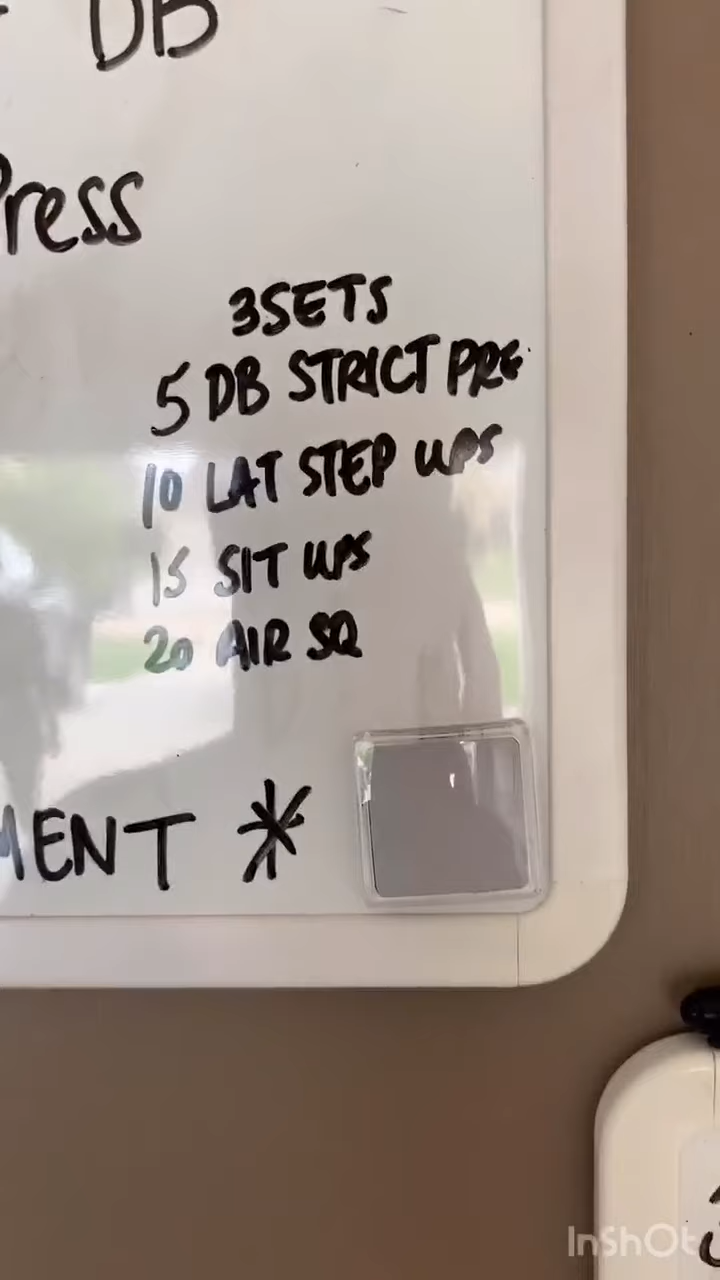 DB
Press
3SETS
5 DB STRICT PRE
10 LAT STEP UPS
15 SIT UPS
20 AIR SQ
MENT *
InShOt